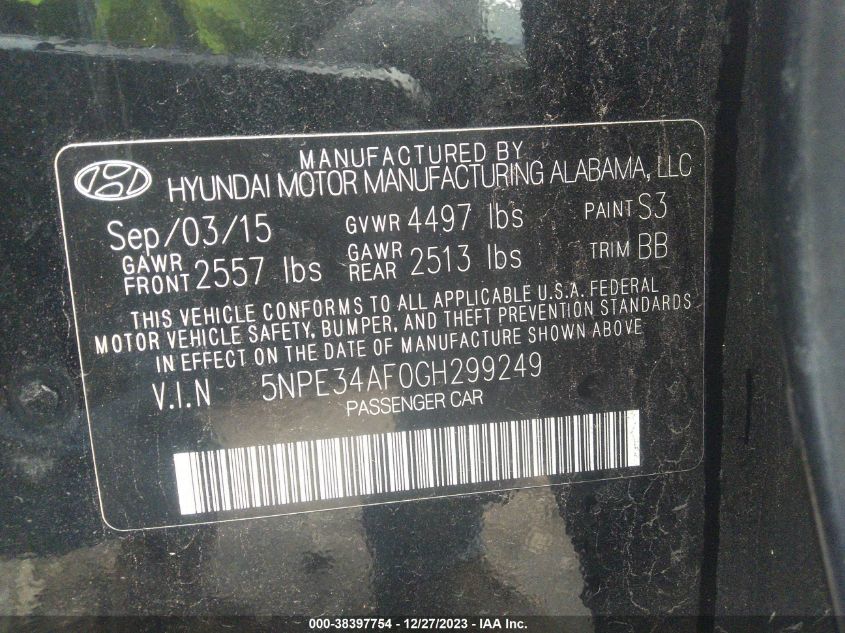 MANUFACTURED BY
HYUNDAI MOTOR MANUFACTURING ALABAMA, LLC
Sep/03/15 GVWR 4497 lbs PAINT S3
GAWR FRONT 2557 lbs GAWR REAR 2513 lbs TRIM BB
THIS VEHICLE CONFORMS TO ALL APPLICABLE U.S.A. FEDERAL
MOTOR VEHICLE SAFETY, BUMPER, AND THEFT PREVENTION STANDARDS
IN EFFECT ON THE DATE OF MANUFACTURE SHOWN ABOVE
V.I.N 5NPE34AF0GH299249
PASSENGER CAR
000-38397754 - 12/27/2023 - IAA Inc.